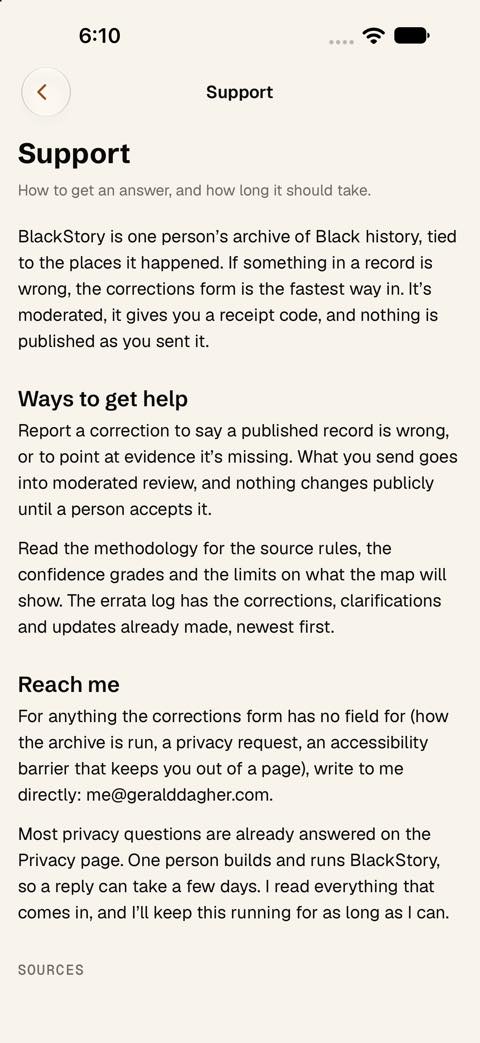 6:10
Support
Support
How to get an answer, and how long it should take.
BlackStory is one person’s archive of Black history, tied
to the places it happened. If something in a record is
wrong, the corrections form is the fastest way in. It’s
moderated, it gives you a receipt code, and nothing is
published as you sent it.
Ways to get help
Report a correction to say a published record is wrong,
or to point at evidence it’s missing. What you send goes
into moderated review, and nothing changes publicly
until a person accepts it.
Read the methodology for the source rules, the
confidence grades and the limits on what the map will
show. The errata log has the corrections, clarifications
and updates already made, newest first.
Reach me
For anything the corrections form has no field for (how
the archive is run, a privacy request, an accessibility
barrier that keeps you out of a page), write to me
directly: me@geralddagher.com.
Most privacy questions are already answered on the
Privacy page. One person builds and runs BlackStory,
so a reply can take a few days. I read everything that
comes in, and I’ll keep this running for as long as I can.
SOURCES